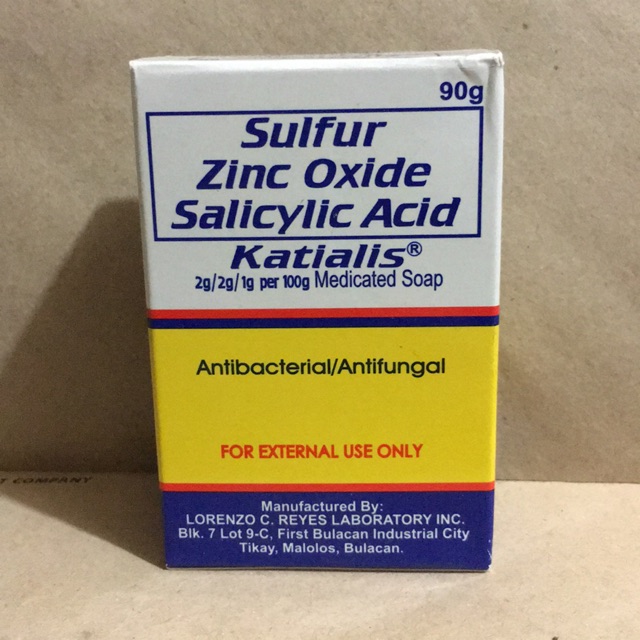 90g
Sulfur
Zinc Oxide
Salicylic Acid
Katialis®
2g/2g/1g per 100g Medicated Soap
Antibacterial/Antifungal
FOR EXTERNAL USE ONLY
Manufactured By:
LORENZO C. REYES LABORATORY INC.
Blk. 7 Lot 9-C, First Bulacan Industrial City
Tikay, Malolos, Bulacan.
COMPANY